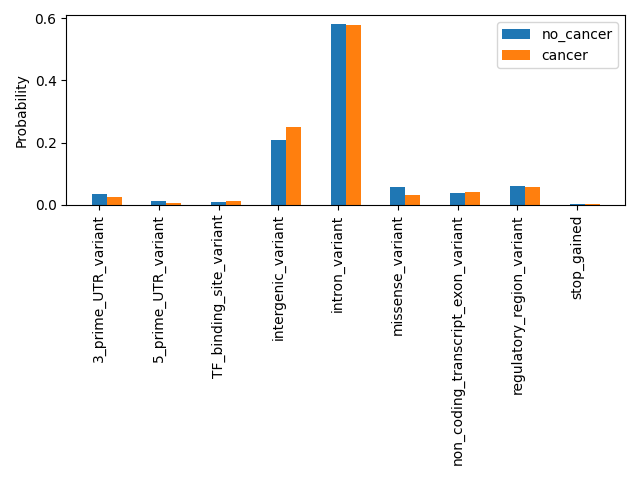 0.6
0.4
0.2
0.0
Probability
no_cancer
cancer
3_prime_UTR_variant
5_prime_UTR_variant
TF_binding_site_variant
intergenic_variant
intron_variant
missense_variant
non_coding_transcript_exon_variant
regulatory_region_variant
stop_gained